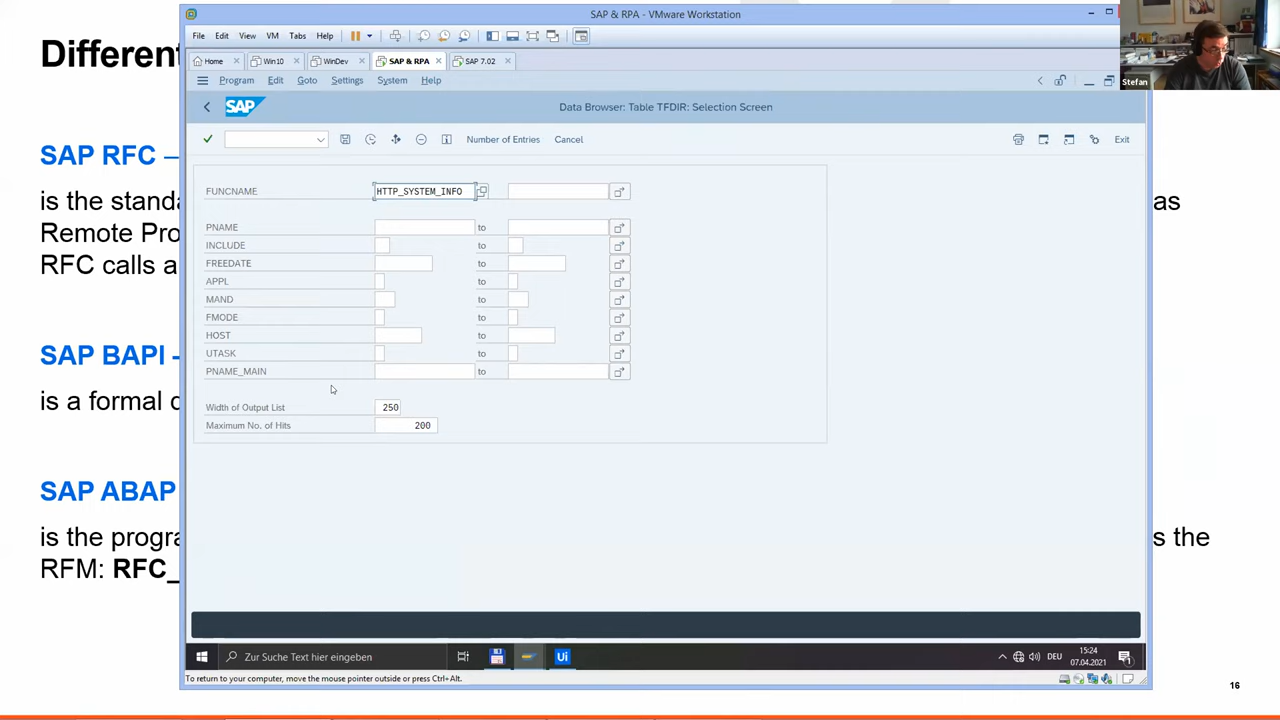 Different
SAP & RPA - VMware Workstation
File Edit View VM Tabs Help
Home Win10 WinDev SAP & RPA SAP 7.02
Program Edit Goto Settings System Help
SAP Data Browser: Table TFDIR: Selection Screen
Number of Entries Cancel Exit
Stefan
SAP RFC –
is the standa as
Remote Pro
RFC calls a
SAP BAPI -
is a formal d
SAP ABAP
is the progra s the
RFM: RFC_
FUNCNAME HTTP_SYSTEM_INFO
PNAME to
INCLUDE to
FREEDATE to
APPL to
MAND to
FMODE to
HOST to
UTASK to
PNAME_MAIN to
Width of Output List 250
Maximum No. of Hits 200
Zur Suche Text hier eingeben Ui DEU 15:24
07.04.2021 1
To return to your computer, move the mouse pointer outside or press Ctrl+Alt.
16